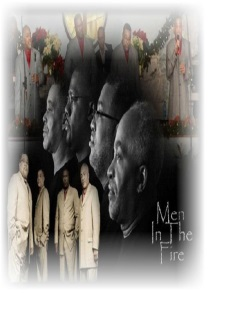 Men
In The
Fire